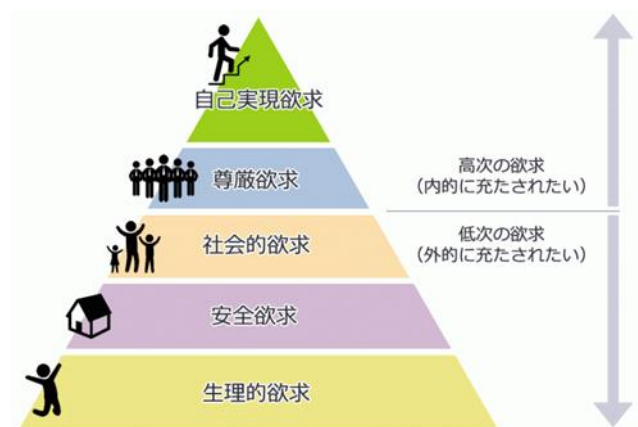 自己実現欲求
尊厳欲求
高次の欲求
（内的に充たされたい）
社会的欲求
低次の欲求
（外的に充たされたい）
安全欲求
生理的欲求